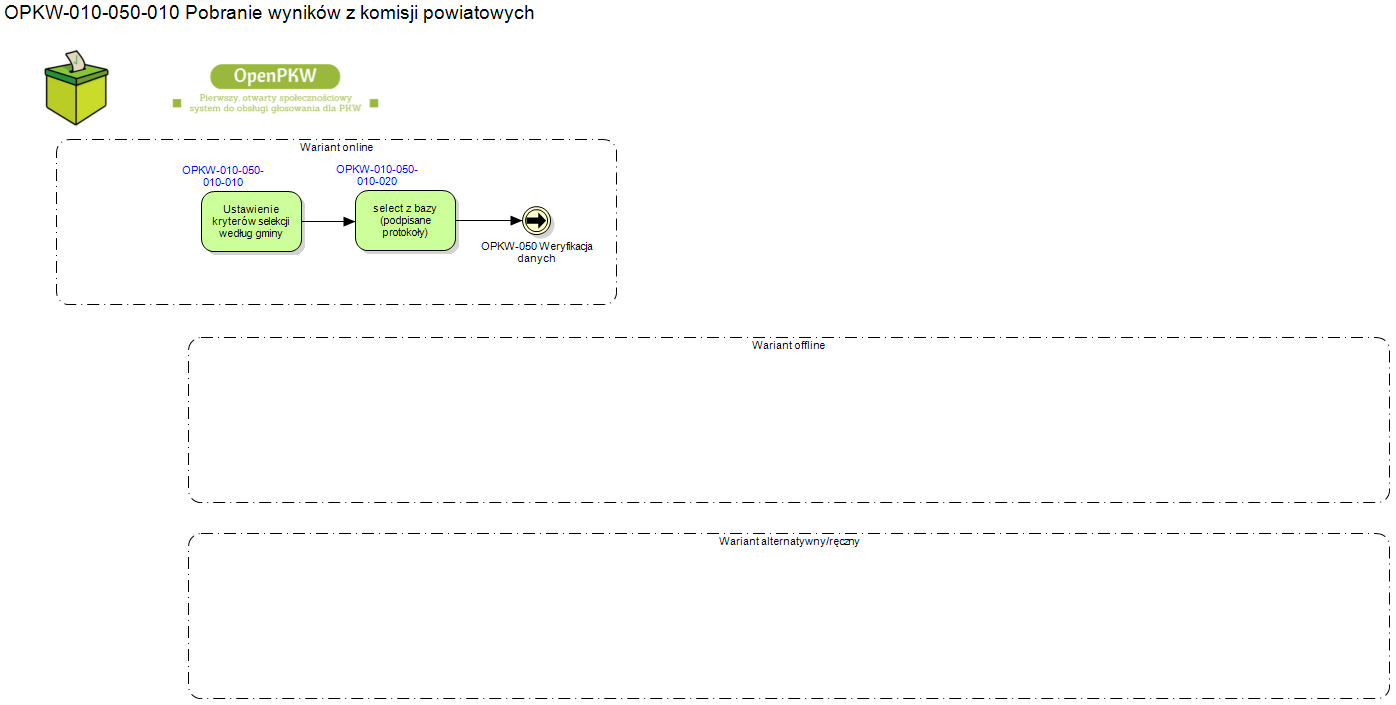 OPKW-010-050-010 Pobranie wyników z komisji powiatowych
OpenPKW
Pierwszy, otwarty społecznościowy
system do obsługi głosowania dla PKW
Wariant online
OPKW-010-050-
010-010
Ustawienie
kryterów selekcji
według gminy
OPKW-010-050-
010-020
select z bazy
(podpisane
protokoły)
OPKW-050 Weryfikacja
danych
Wariant offline
Wariant alternatywny/ręczny